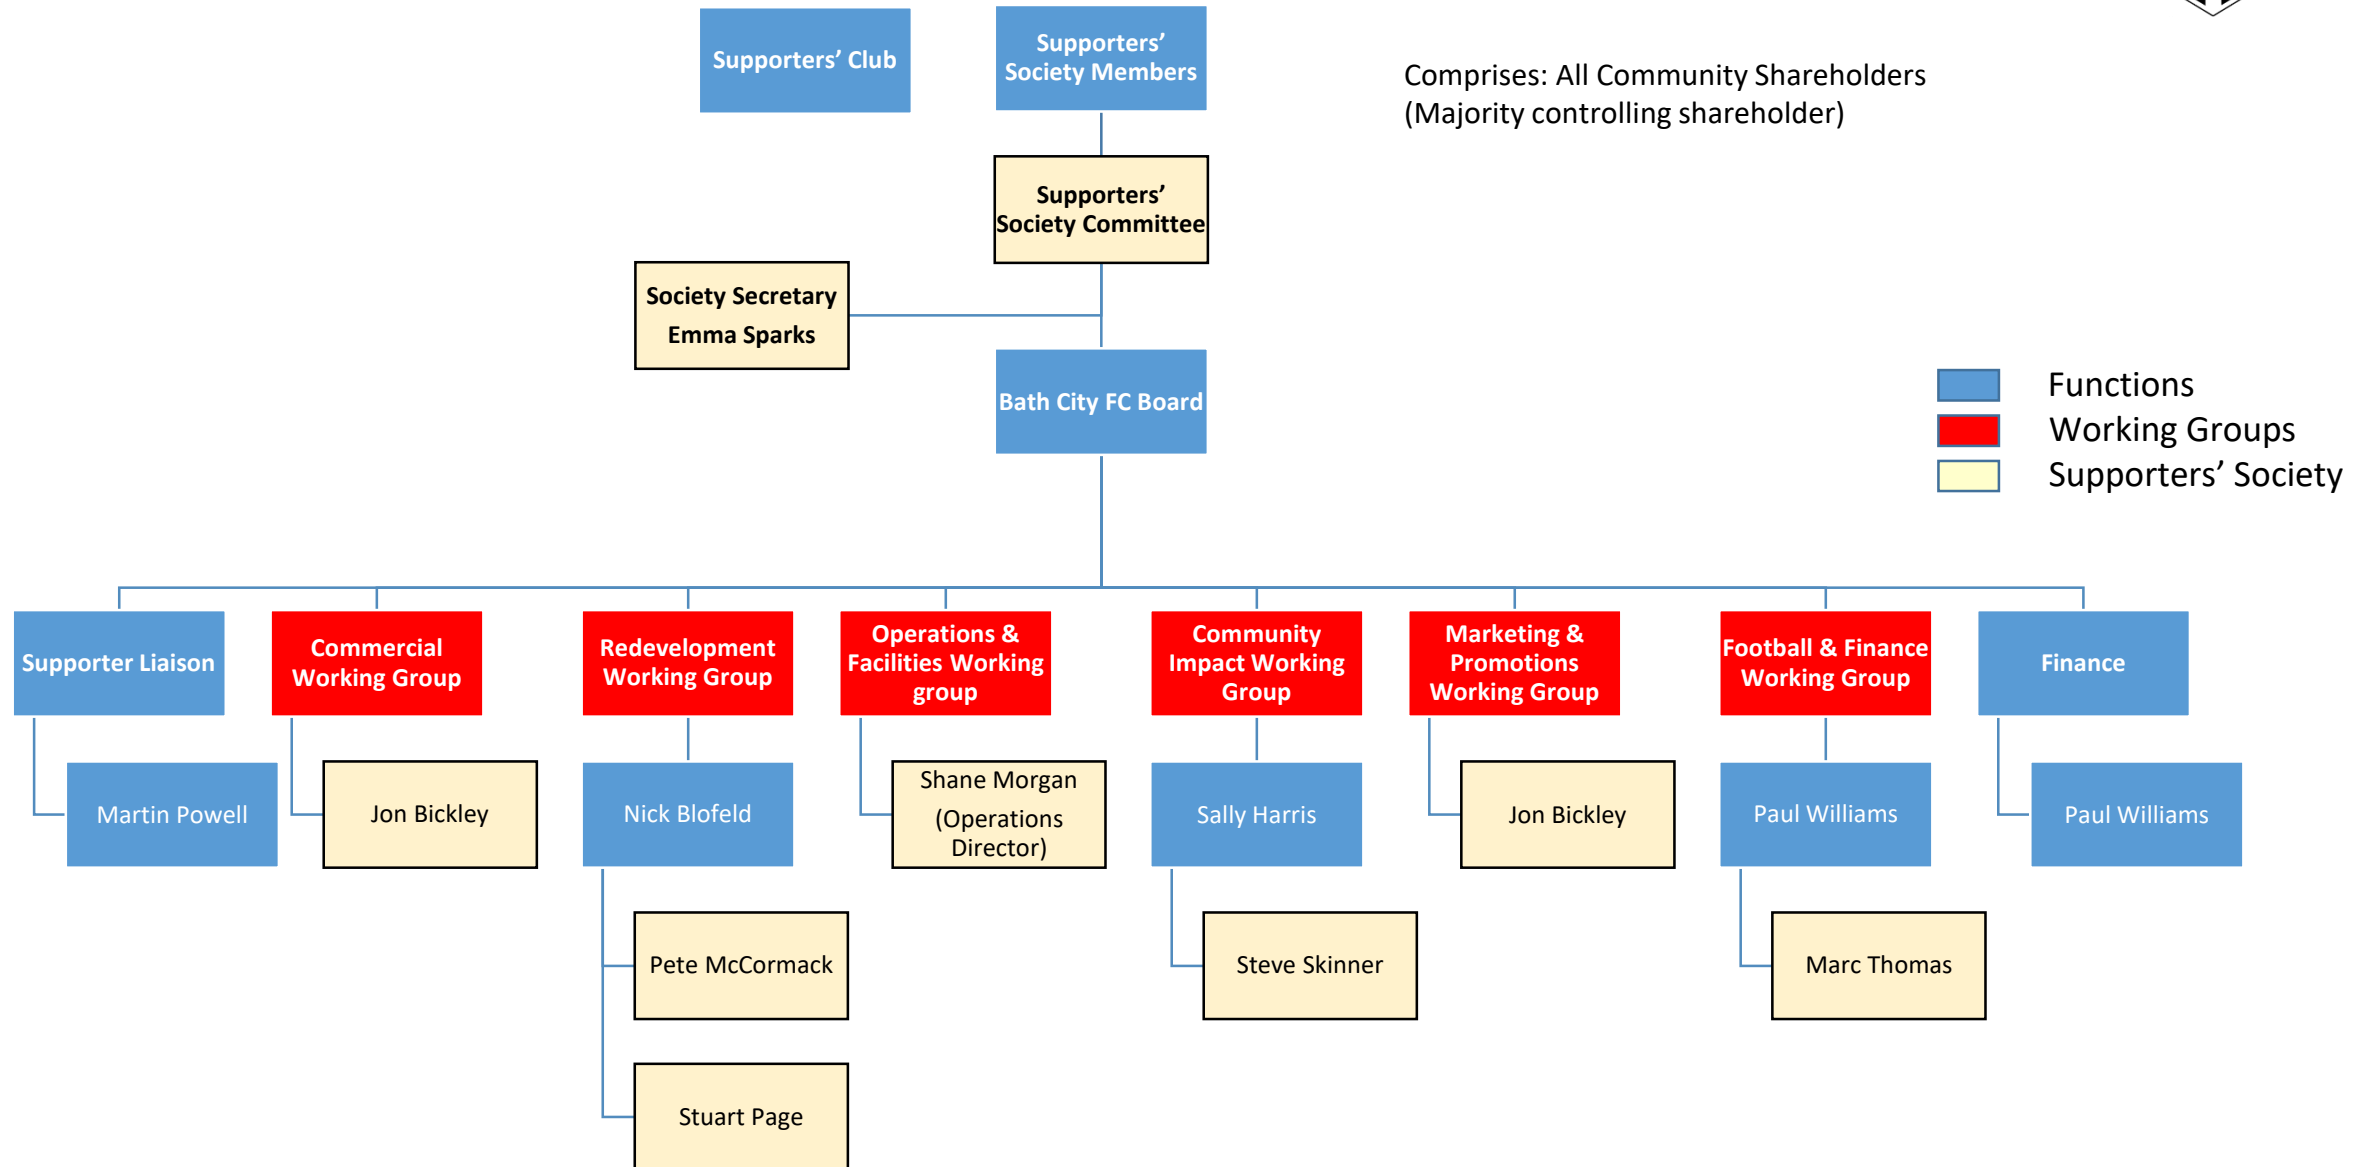 Supporters’ Club
Supporters’
Society Members
Comprises: All Community Shareholders
(Majority controlling shareholder)
Supporters’
Society Committee
Society Secretary
Emma Sparks
Bath City FC Board
Functions
Working Groups
Supporters’ Society
Supporter Liaison
Commercial
Working Group
Redevelopment
Working Group
Operations &
Facilities Working
group
Community
Impact Working
Group
Marketing &
Promotions
Working Group
Football & Finance
Working Group
Finance
Martin Powell
Jon Bickley
Nick Blofeld
Shane Morgan
(Operations
Director)
Sally Harris
Jon Bickley
Paul Williams
Paul Williams
Pete McCormack
Steve Skinner
Marc Thomas
Stuart Page